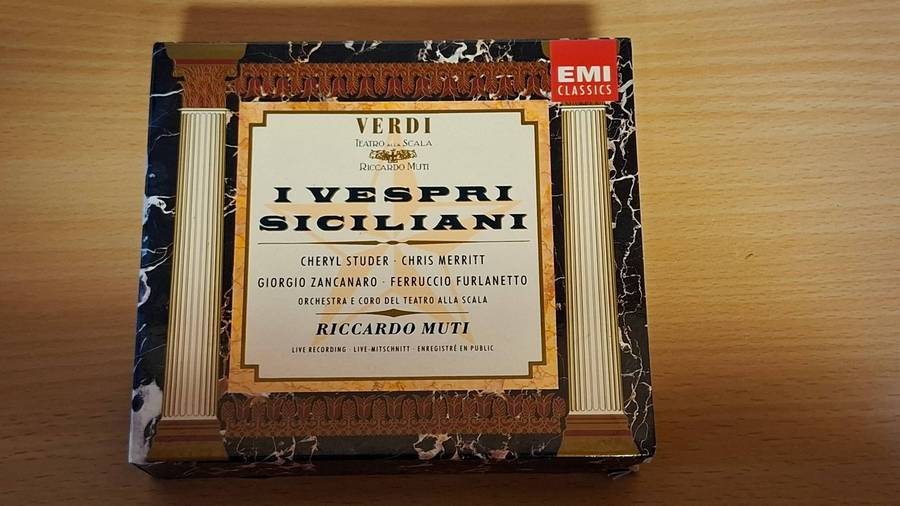 EMI
CLASSICS
VERDI
TEATRO ALLA SCALA
RICCARDO MUTI
I VESPRI
SICILIANI
CHERYL STUDER · CHRIS MERRITT
GIORGIO ZANCANARO · FERRUCCIO FURLANETTO
ORCHESTRA E CORO DEL TEATRO ALLA SCALA
RICCARDO MUTI
LIVE RECORDING · LIVE-MITSCHNITT · ENREGISTRÉ EN PUBLIC